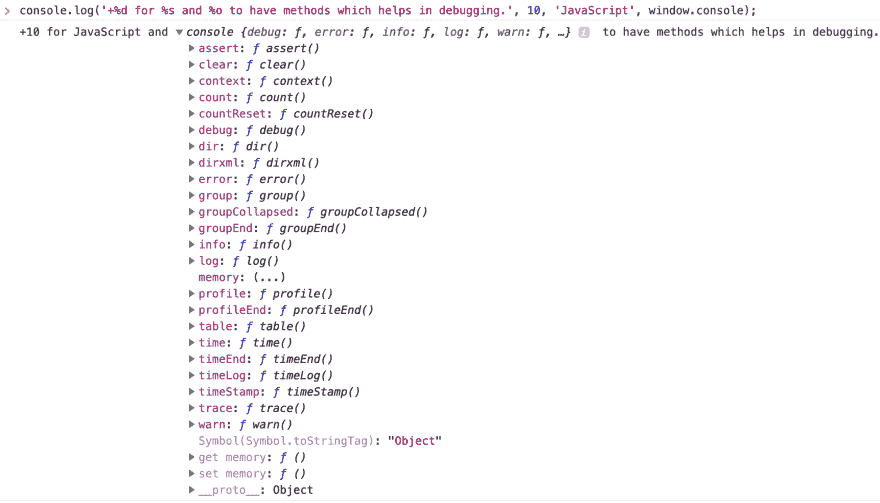 > console.log('+%d for %s and %o to have methods which helps in debugging.', 10, 'JavaScript', window.console);
+10 for JavaScript and ▼console {debug: ƒ, error: ƒ, info: ƒ, log: ƒ, warn: ƒ, …} i to have methods which helps in debugging.
▶assert: ƒ assert()
▶clear: ƒ clear()
▶context: ƒ context()
▶count: ƒ count()
▶countReset: ƒ countReset()
▶debug: ƒ debug()
▶dir: ƒ dir()
▶dirxml: ƒ dirxml()
▶error: ƒ error()
▶group: ƒ group()
▶groupCollapsed: ƒ groupCollapsed()
▶groupEnd: ƒ groupEnd()
▶info: ƒ info()
▶log: ƒ log()
memory: (...)
▶profile: ƒ profile()
▶profileEnd: ƒ profileEnd()
▶table: ƒ table()
▶time: ƒ time()
▶timeEnd: ƒ timeEnd()
▶timeLog: ƒ timeLog()
▶timeStamp: ƒ timeStamp()
▶trace: ƒ trace()
▶warn: ƒ warn()
Symbol(Symbol.toStringTag): "Object"
▶get memory: ƒ ()
▶set memory: ƒ ()
▶__proto__: Object